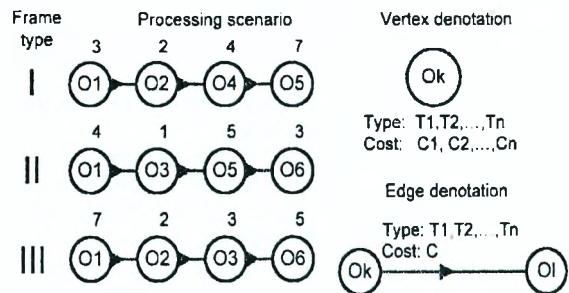 Frame type Processing scenario Vertex denotation
3 2 4 7
I O1 O2 O4 O5 Ok
Type: T1,T2,...,Tn
Cost: C1, C2,...,Cn
4 1 5 3
II O1 O3 O5 O6
Edge denotation
7 2 3 5
Type: T1,T2,...,Tn
Cost: C
III O1 O2 O3 O6 Ok Ol